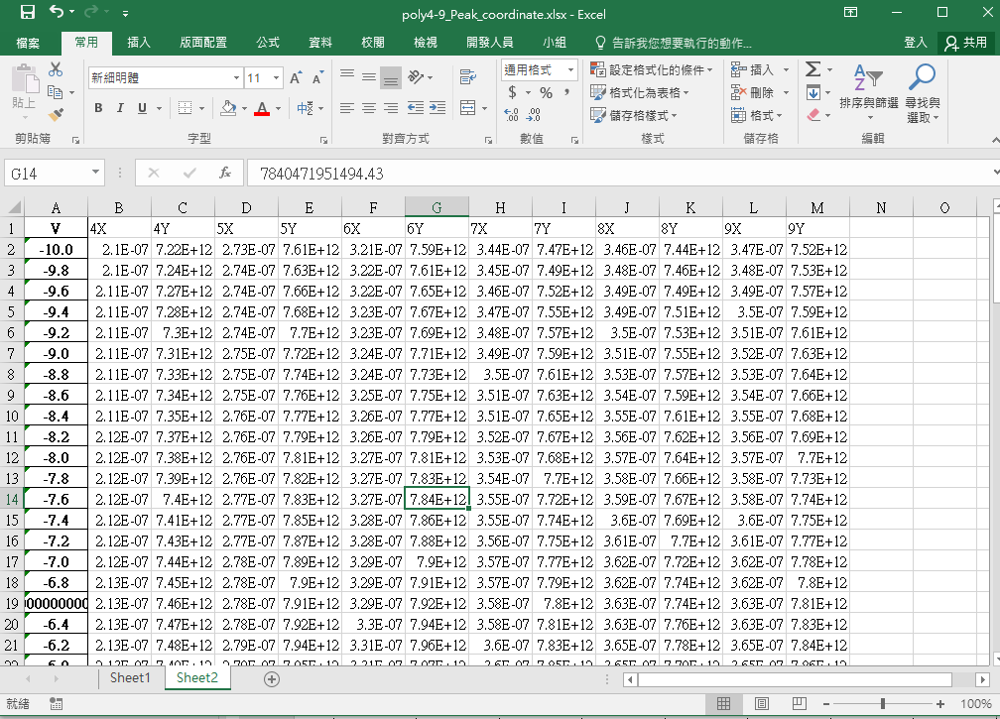 poly4-9_Peak_coordinate.xlsx - Excel
檔案 常用 插入 版面配置 公式 資料 校閱 檢視 開發人員 小組 告訴我您想要執行的動作... 登入 共用
貼上 新細明體 11 A A 通用格式 設定格式化的條件 插入 Σ 排序與篩選 尋找與選取
B I U A 中 $ % , 格式化為表格 刪除
.00 .00 儲存格樣式 格式
剪貼簿 字型 對齊方式 數值 樣式 儲存格 編輯
G14 fx 7840471951494.43
A B C D E F G H I J K L M N O
1 V 4X 4Y 5X 5Y 6X 6Y 7X 7Y 8X 8Y 9X 9Y
2 -10.0 2.1E-07 7.22E+12 2.73E-07 7.61E+12 3.21E-07 7.59E+12 3.44E-07 7.47E+12 3.46E-07 7.44E+12 3.47E-07 7.52E+12
3 -9.8 2.1E-07 7.24E+12 2.74E-07 7.63E+12 3.22E-07 7.61E+12 3.45E-07 7.49E+12 3.48E-07 7.46E+12 3.48E-07 7.53E+12
4 -9.6 2.11E-07 7.27E+12 2.74E-07 7.66E+12 3.22E-07 7.65E+12 3.46E-07 7.52E+12 3.49E-07 7.49E+12 3.49E-07 7.57E+12
5 -9.4 2.11E-07 7.28E+12 2.74E-07 7.68E+12 3.23E-07 7.67E+12 3.47E-07 7.55E+12 3.49E-07 7.51E+12 3.5E-07 7.59E+12
6 -9.2 2.11E-07 7.3E+12 2.74E-07 7.7E+12 3.23E-07 7.69E+12 3.48E-07 7.57E+12 3.5E-07 7.53E+12 3.51E-07 7.61E+12
7 -9.0 2.11E-07 7.31E+12 2.75E-07 7.72E+12 3.24E-07 7.71E+12 3.49E-07 7.59E+12 3.51E-07 7.55E+12 3.52E-07 7.63E+12
8 -8.8 2.11E-07 7.33E+12 2.75E-07 7.74E+12 3.24E-07 7.73E+12 3.5E-07 7.61E+12 3.53E-07 7.57E+12 3.53E-07 7.64E+12
9 -8.6 2.11E-07 7.34E+12 2.75E-07 7.76E+12 3.25E-07 7.75E+12 3.51E-07 7.63E+12 3.54E-07 7.59E+12 3.54E-07 7.66E+12
10 -8.4 2.11E-07 7.35E+12 2.76E-07 7.77E+12 3.26E-07 7.77E+12 3.51E-07 7.65E+12 3.55E-07 7.61E+12 3.55E-07 7.68E+12
11 -8.2 2.12E-07 7.37E+12 2.76E-07 7.79E+12 3.26E-07 7.79E+12 3.52E-07 7.67E+12 3.56E-07 7.62E+12 3.56E-07 7.69E+12
12 -8.0 2.12E-07 7.38E+12 2.76E-07 7.81E+12 3.27E-07 7.81E+12 3.53E-07 7.68E+12 3.57E-07 7.64E+12 3.57E-07 7.7E+12
13 -7.8 2.12E-07 7.39E+12 2.76E-07 7.82E+12 3.27E-07 7.83E+12 3.54E-07 7.7E+12 3.58E-07 7.66E+12 3.58E-07 7.73E+12
14 -7.6 2.12E-07 7.4E+12 2.77E-07 7.83E+12 3.27E-07 7.84E+12 3.55E-07 7.72E+12 3.59E-07 7.67E+12 3.58E-07 7.74E+12
15 -7.4 2.12E-07 7.41E+12 2.77E-07 7.85E+12 3.28E-07 7.86E+12 3.55E-07 7.74E+12 3.6E-07 7.69E+12 3.6E-07 7.75E+12
16 -7.2 2.12E-07 7.43E+12 2.77E-07 7.87E+12 3.28E-07 7.88E+12 3.56E-07 7.75E+12 3.61E-07 7.7E+12 3.61E-07 7.77E+12
17 -7.0 2.12E-07 7.44E+12 2.78E-07 7.89E+12 3.29E-07 7.9E+12 3.57E-07 7.77E+12 3.62E-07 7.72E+12 3.62E-07 7.78E+12
18 -6.8 2.13E-07 7.45E+12 2.78E-07 7.9E+12 3.29E-07 7.91E+12 3.57E-07 7.79E+12 3.62E-07 7.74E+12 3.62E-07 7.8E+12
19 000000000 2.13E-07 7.46E+12 2.78E-07 7.91E+12 3.29E-07 7.92E+12 3.58E-07 7.8E+12 3.63E-07 7.74E+12 3.63E-07 7.81E+12
20 -6.4 2.13E-07 7.47E+12 2.78E-07 7.92E+12 3.3E-07 7.94E+12 3.58E-07 7.81E+12 3.63E-07 7.76E+12 3.63E-07 7.83E+12
21 -6.2 2.13E-07 7.48E+12 2.79E-07 7.94E+12 3.31E-07 7.96E+12 3.6E-07 7.83E+12 3.65E-07 7.78E+12 3.65E-07 7.84E+12
Sheet1 Sheet2
就緒 100%